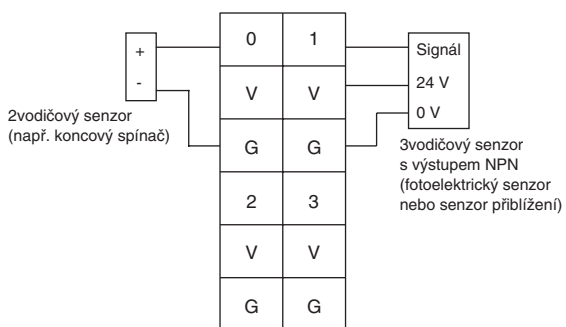 +
-
2vodičový senzor
(např. koncový spínač)
0 1
V V
G G
2 3
V V
G G
Signál
24 V
0 V
3vodičový senzor
s výstupem NPN
(fotoelektrický senzor
nebo senzor přiblížení)